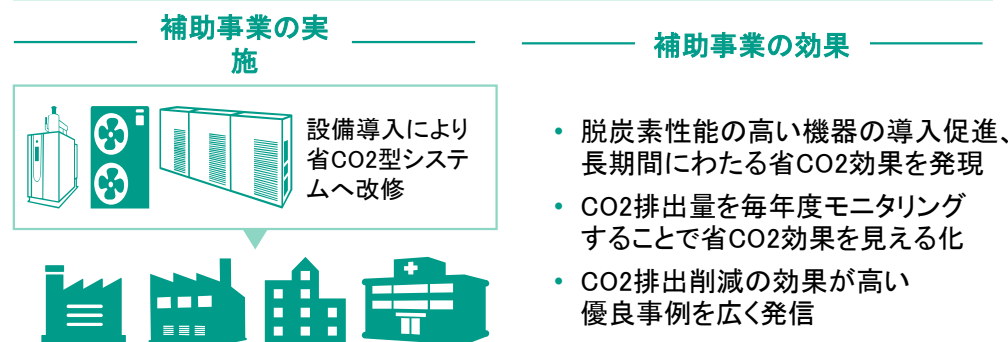 補助事業の実
施
設備導入により
省CO2型システ
ムへ改修
補助事業の効果
• 脱炭素性能の高い機器の導入促進、
長期間にわたる省CO2効果を発現
• CO2排出量を毎年度モニタリング
することで省CO2効果を見える化
• CO2排出削減の効果が高い
優良事例を広く発信